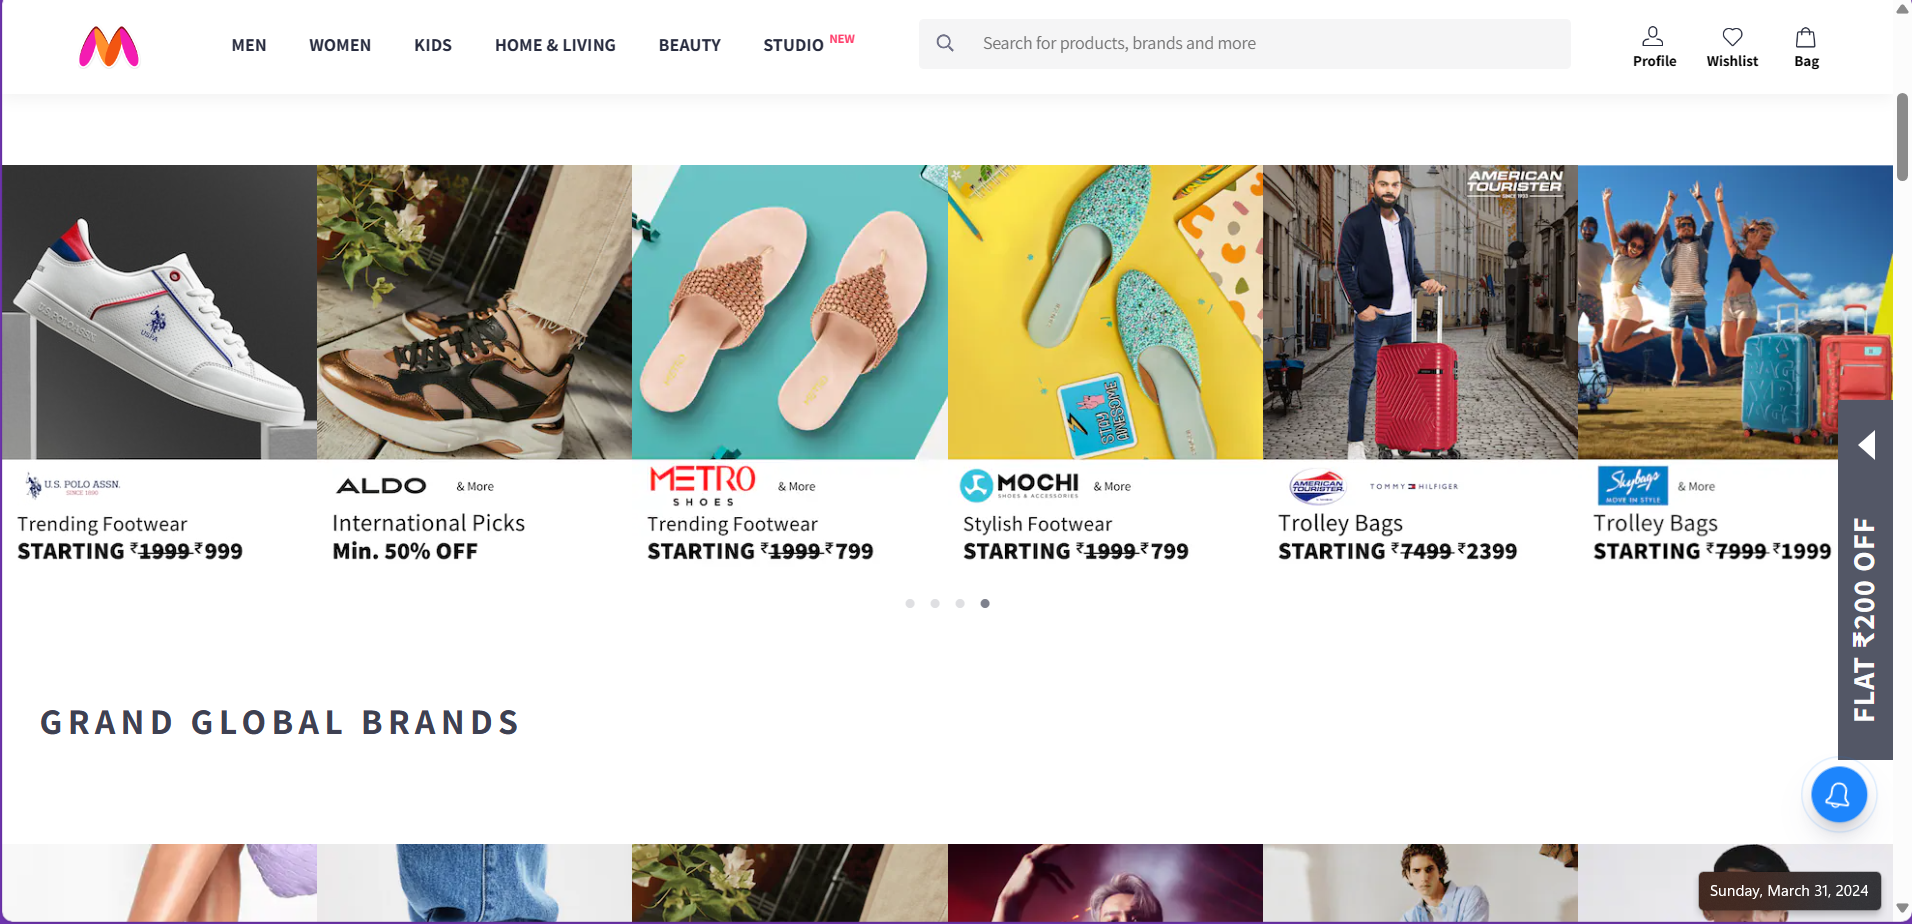 MEN WOMEN KIDS HOME & LIVING BEAUTY STUDIO NEW
Search for products, brands and more
Profile Wishlist Bag
AMERICAN
TOURISTER
SINCE 1933
U.S. POLO ASSN.
USPA
AWESOME
U.S. POLO ASSN.
SINCE 1890
Trending Footwear
STARTING ₹1999 ₹999
ALDO & More
International Picks
Min. 50% OFF
METRO
SHOES
& More
Trending Footwear
STARTING ₹1999 ₹799
MOCHI
SHOES & ACCESSORIES
& More
Stylish Footwear
STARTING ₹1999 ₹799
AMERICAN
TOURISTER
TOMMY HILFIGER
Trolley Bags
STARTING ₹7499 ₹2399
Skybags
MOVE IN STYLE
& More
Trolley Bags
STARTING ₹7999 ₹1999
FLAT ₹200 OFF
GRAND GLOBAL BRANDS
Sunday, March 31, 2024